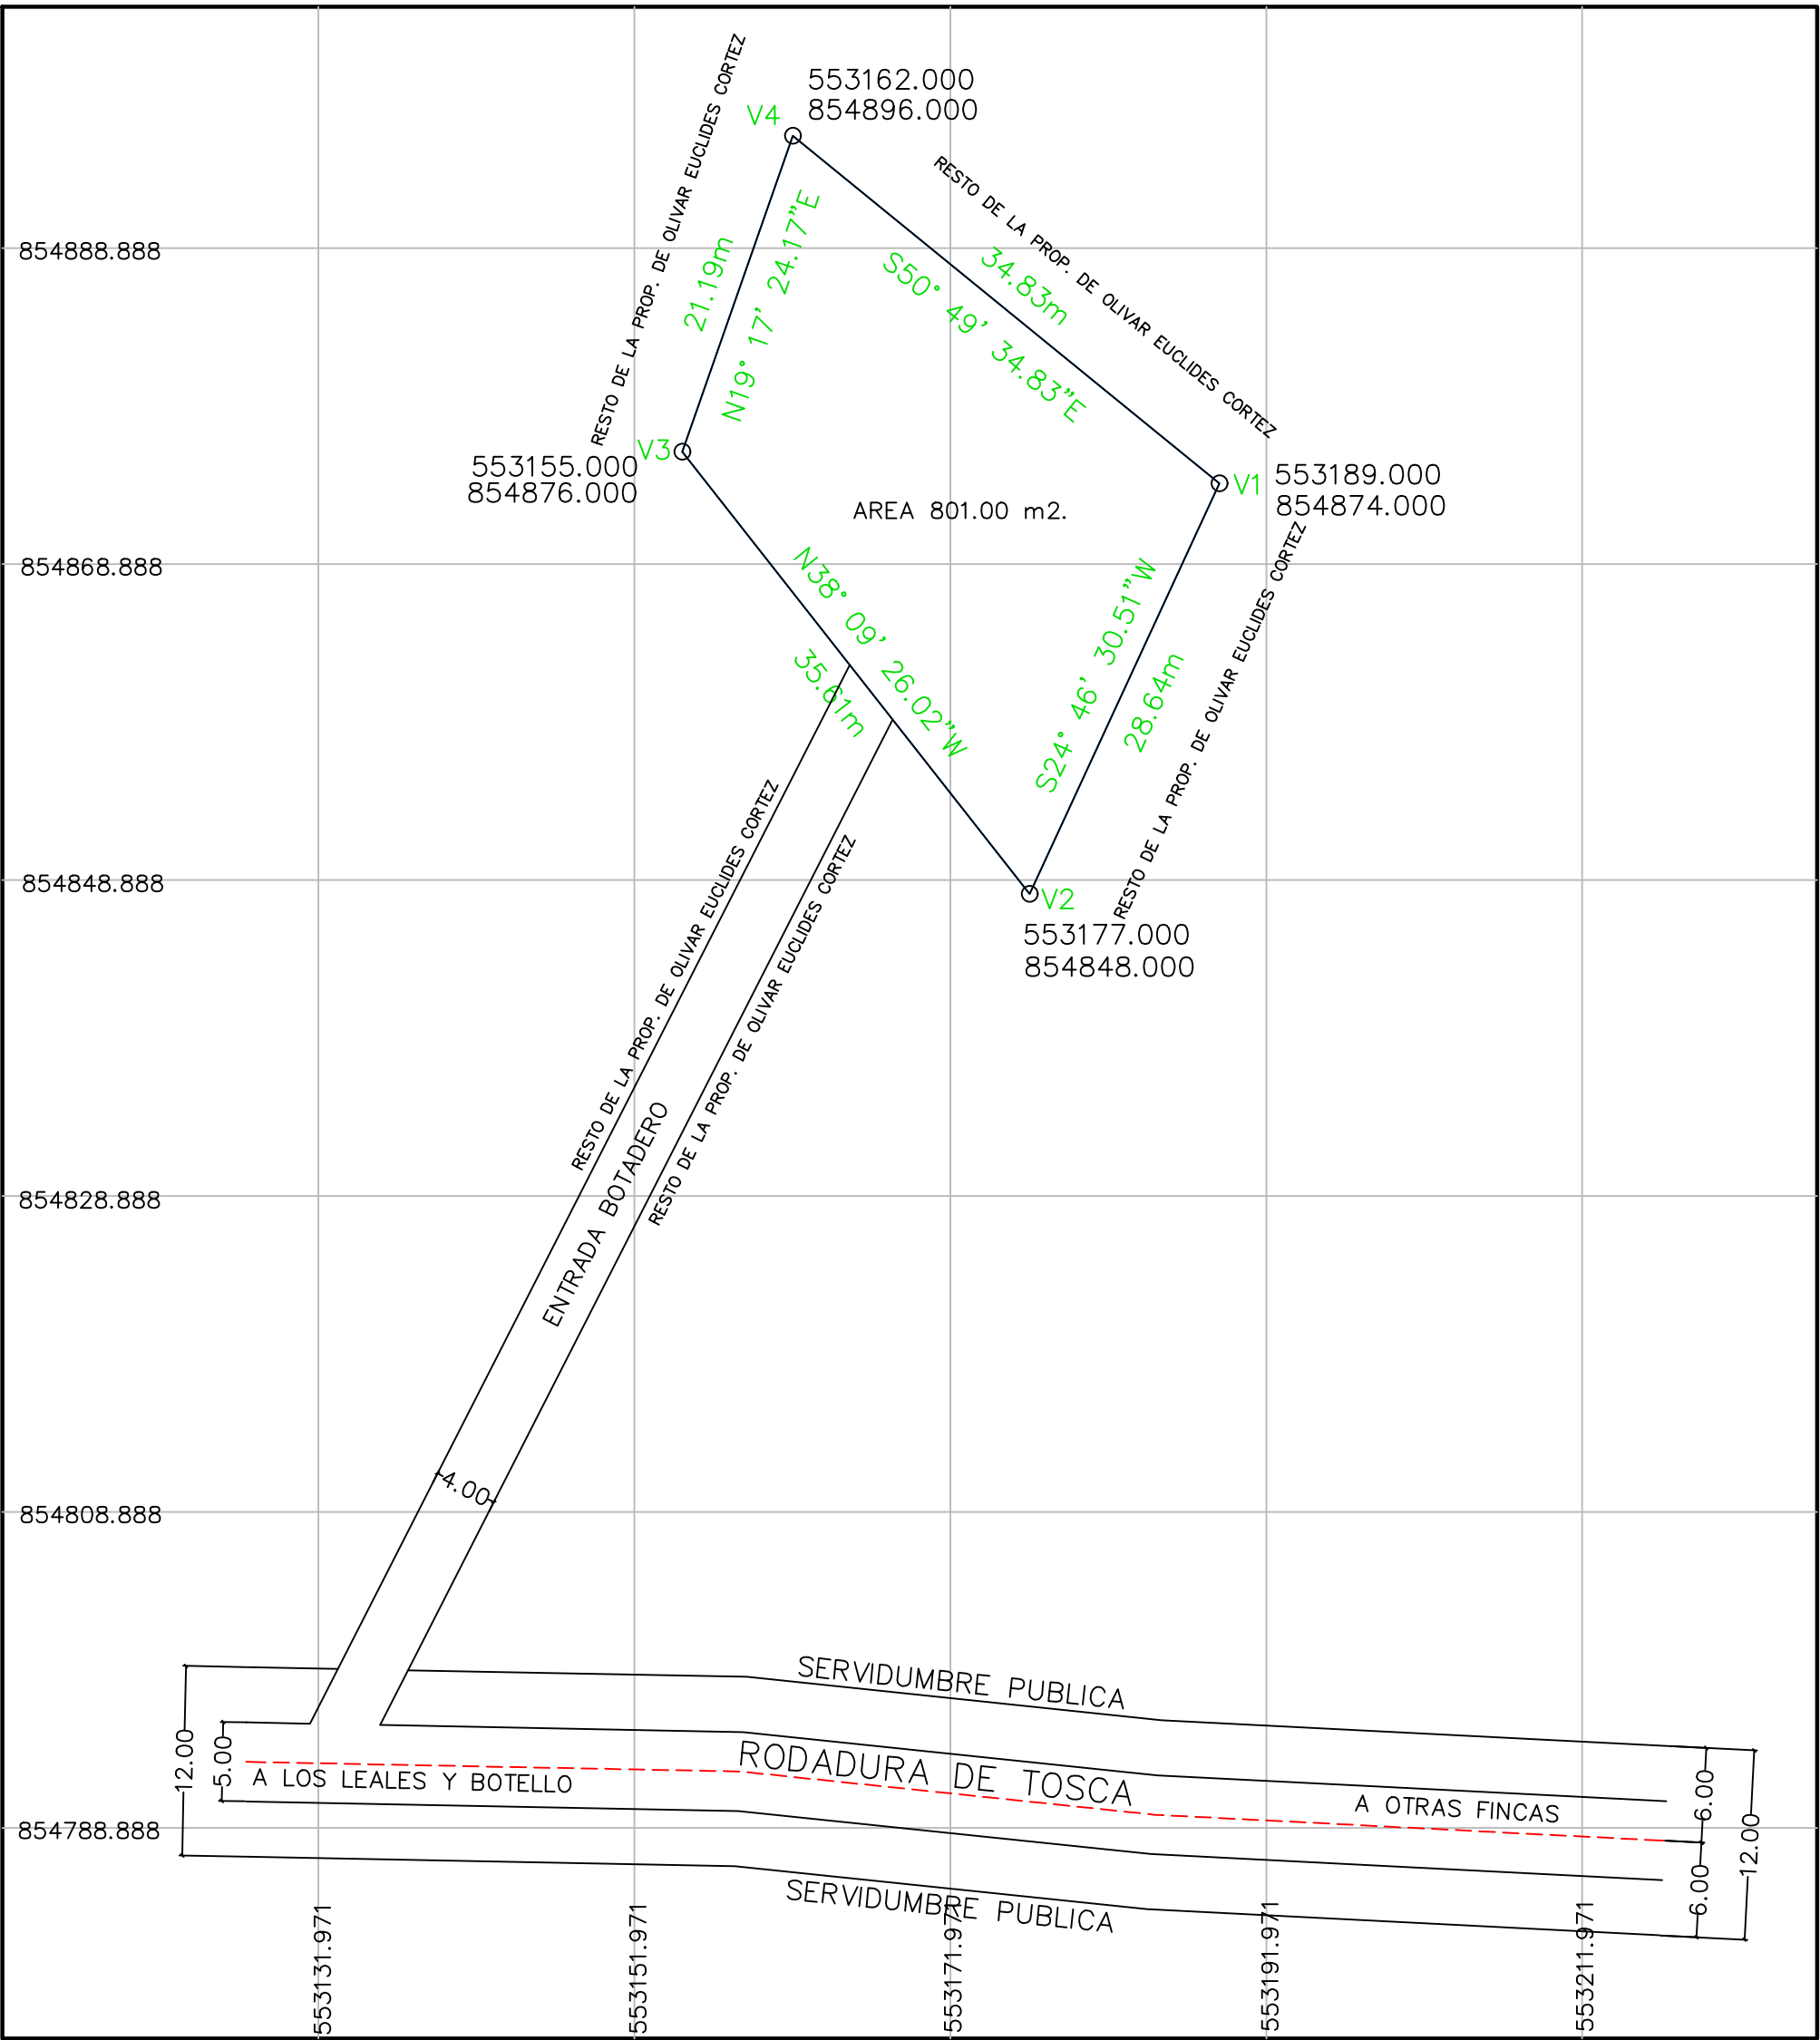 553162.000
854896.000
V4
RESTO DE LA PROP. DE OLIVAR EUCLIDES CORTEZ
RESTO DE LA PROP. DE OLIVAR EUCLIDES CORTEZ
21.19m
N19° 17' 24.17"E
34.83m
S50° 49' 34.83"E
854888.888
V3
553155.000
854876.000
V1
553189.000
854874.000
AREA 801.00 m2.
854868.888
N38° 09' 26.02"W
35.61m
S24° 46' 30.51"W
28.64m
RESTO DE LA PROP. DE OLIVAR EUCLIDES CORTEZ
854848.888
V2
553177.000
854848.000
RESTO DE LA PROP. DE OLIVAR EUCLIDES CORTEZ
RESTO DE LA PROP. DE OLIVAR EUCLIDES CORTEZ
ENTRADA BOTADERO
854828.888
4.00
854808.888
SERVIDUMBRE PUBLICA
12.00
5.00
A LOS LEALES Y BOTELLO
RODADURA DE TOSCA
A OTRAS FINCAS
6.00
12.00
6.00
854788.888
SERVIDUMBRE PUBLICA
553131.971
553151.971
553171.971
553191.971
553211.971